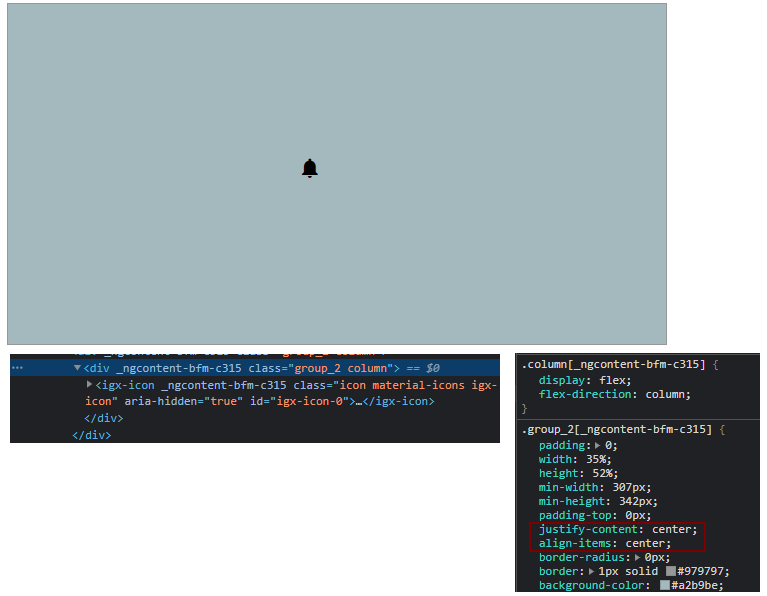 <div _ngcontent-bfm-c315 class="group_2 column"> == $0
<igx-icon _ngcontent-bfm-c315 class="icon material-icons igx-
icon" aria-hidden="true" id="igx-icon-0">…</igx-icon>
</div>
</div>
.column[_ngcontent-bfm-c315] {
display: flex;
flex-direction: column;
}
.group_2[_ngcontent-bfm-c315] {
padding: 0;
width: 35%;
height: 52%;
min-width: 307px;
min-height: 342px;
padding-top: 0px;
justify-content: center;
align-items: center;
border-radius: 0px;
border: 1px solid #979797;
background-color: #a2b9be;